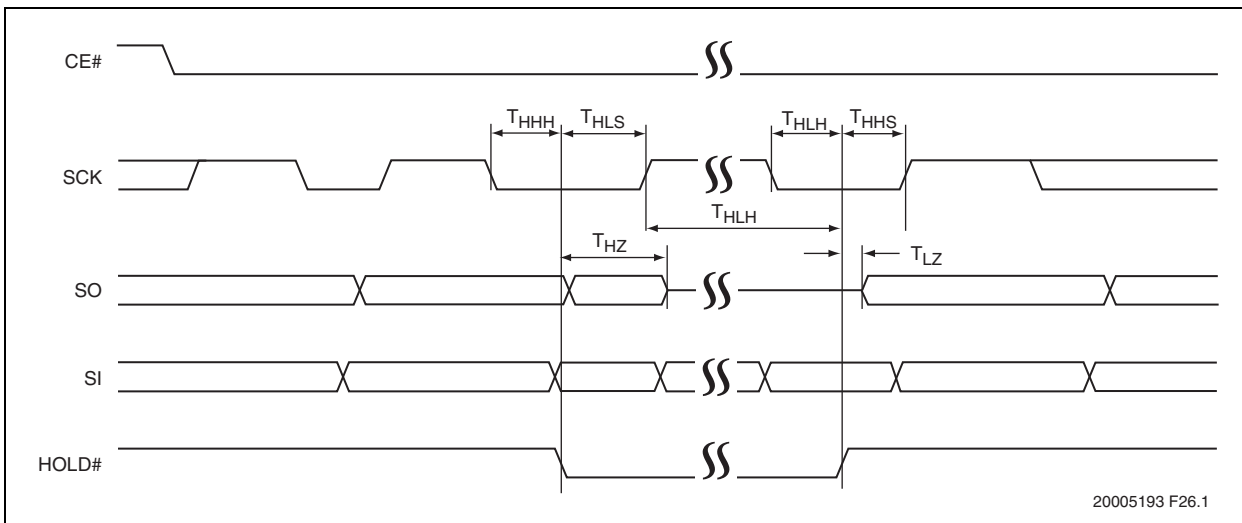 CE#
THHH THLS THLH THHS
SCK
THLH
THZ TLZ
SO
SI
HOLD#
20005193 F26.1